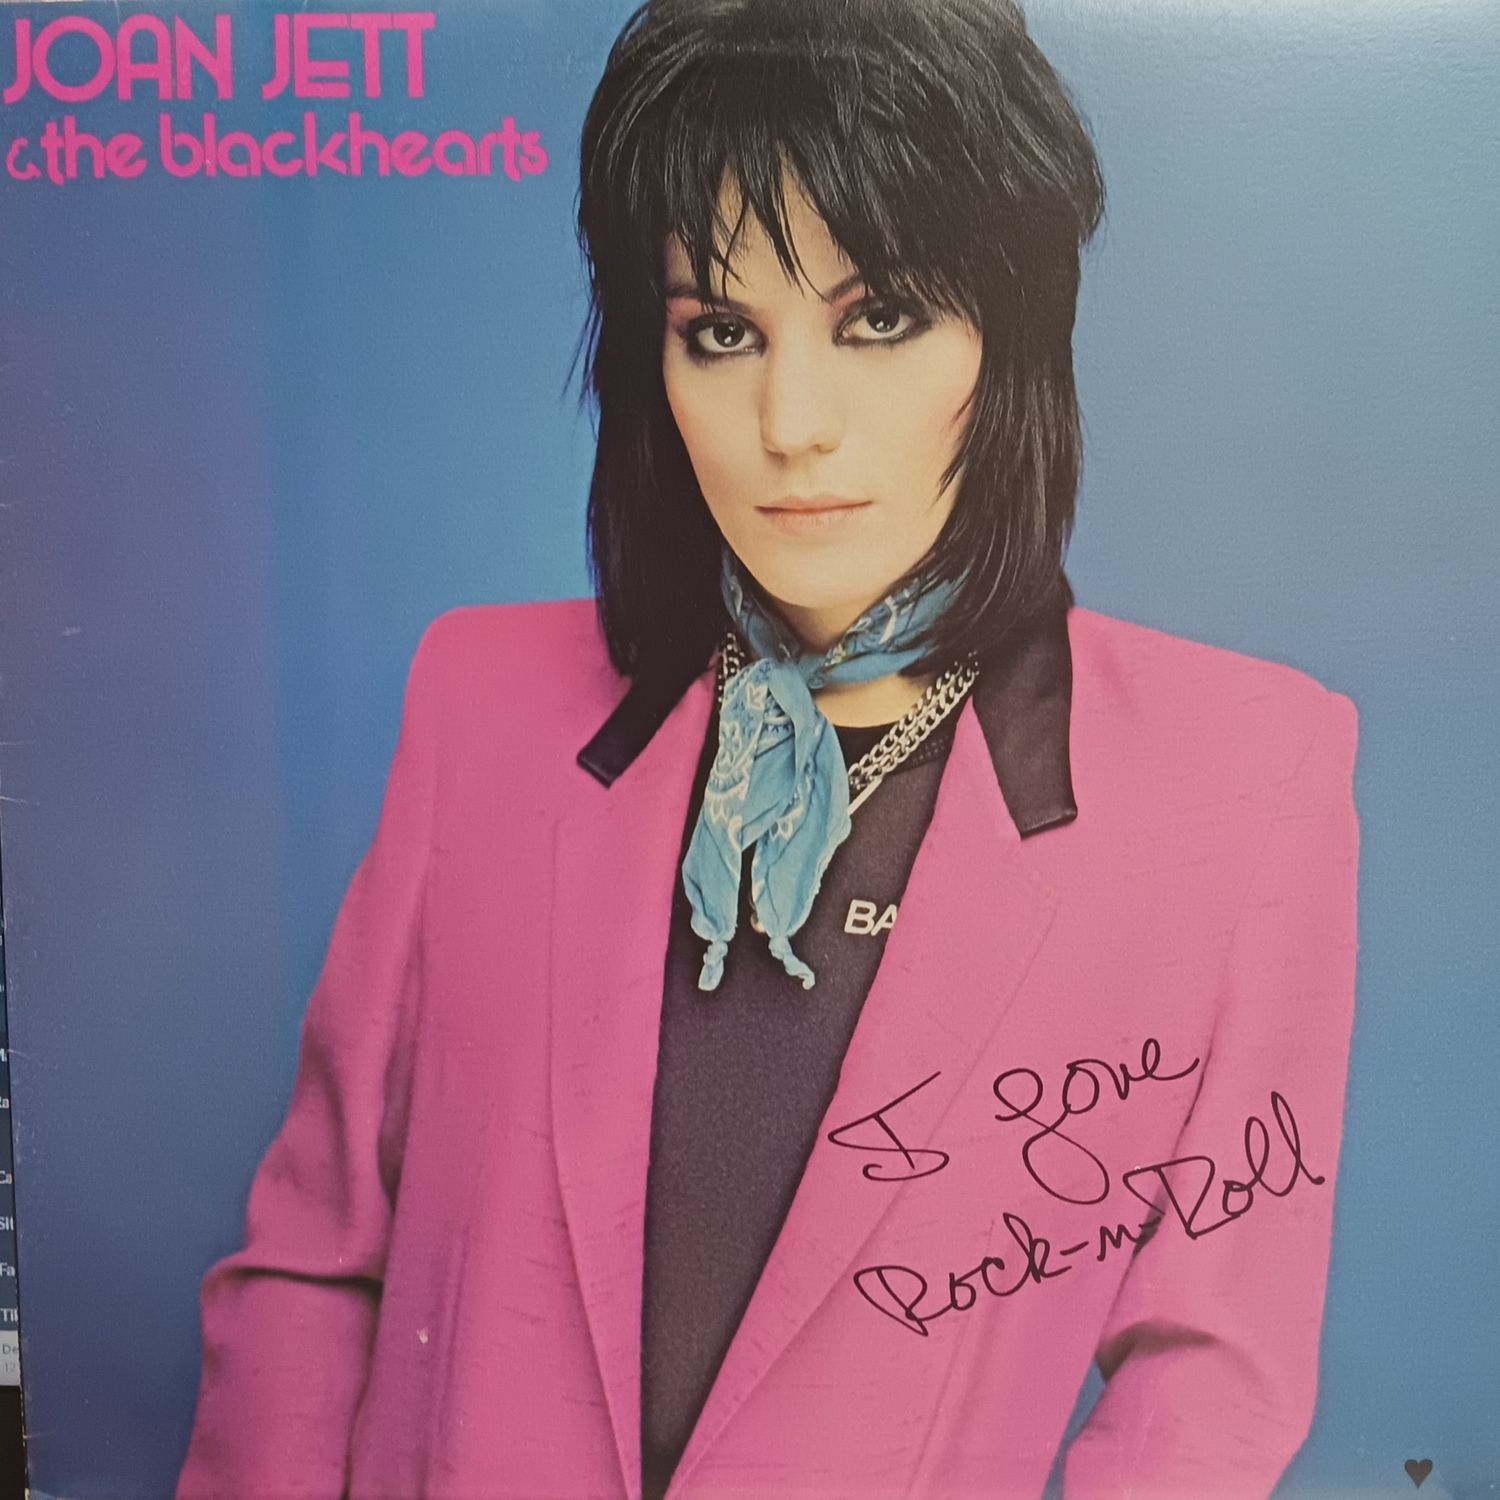 JOAN JETT
& the blackhearts
BA
I Love
Rock-n-Roll